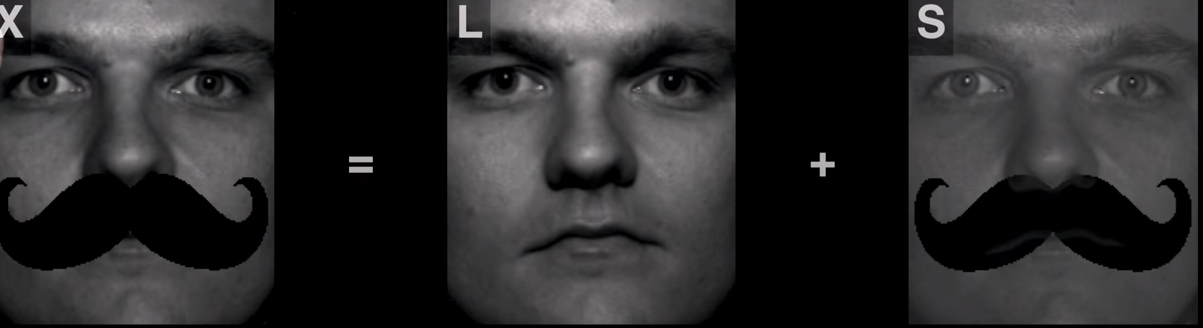 X = L + S